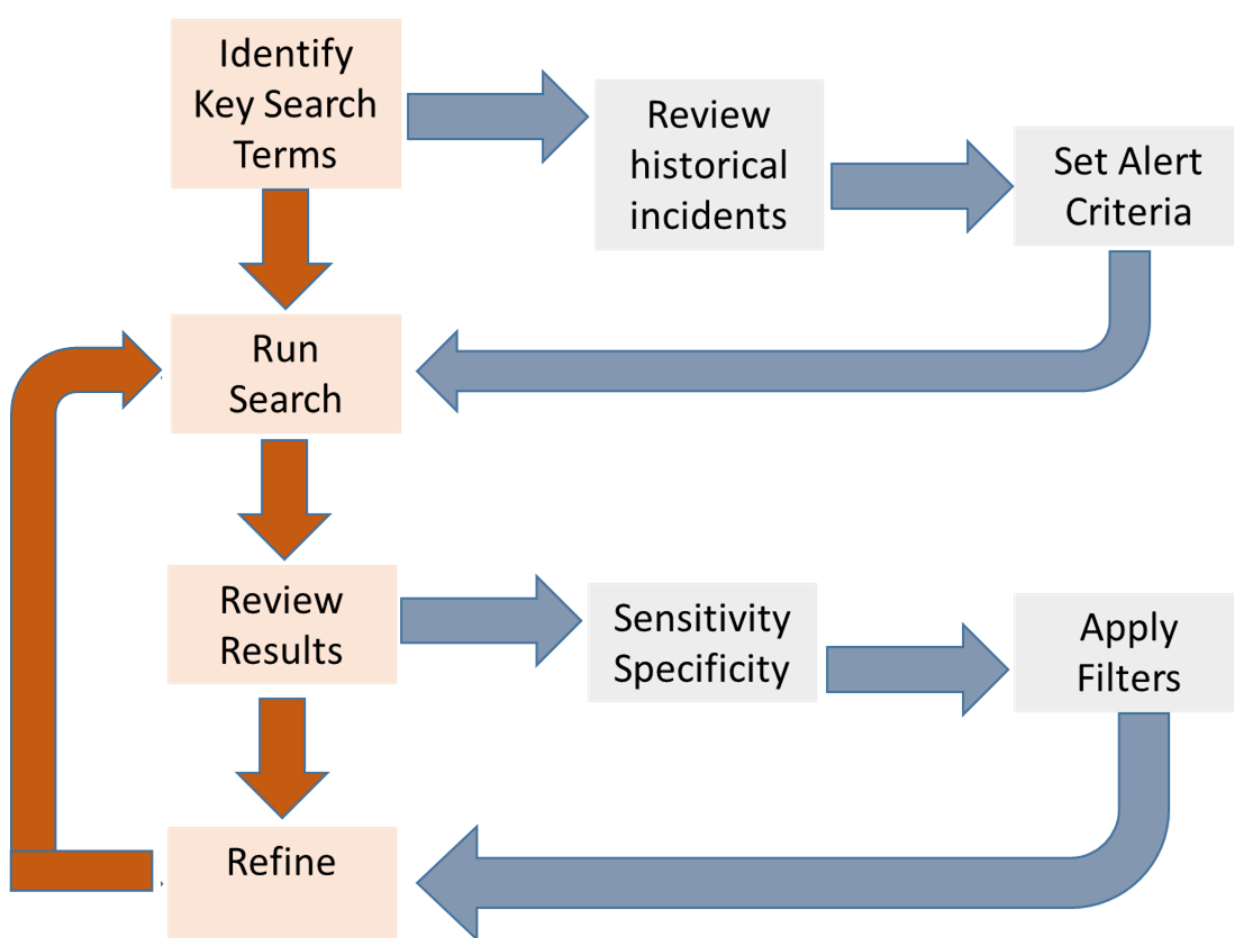 Identify
Key Search
Terms
Review
historical
incidents
Set Alert
Criteria
Run
Search
Review
Results
Sensitivity
Specificity
Apply
Filters
Refine